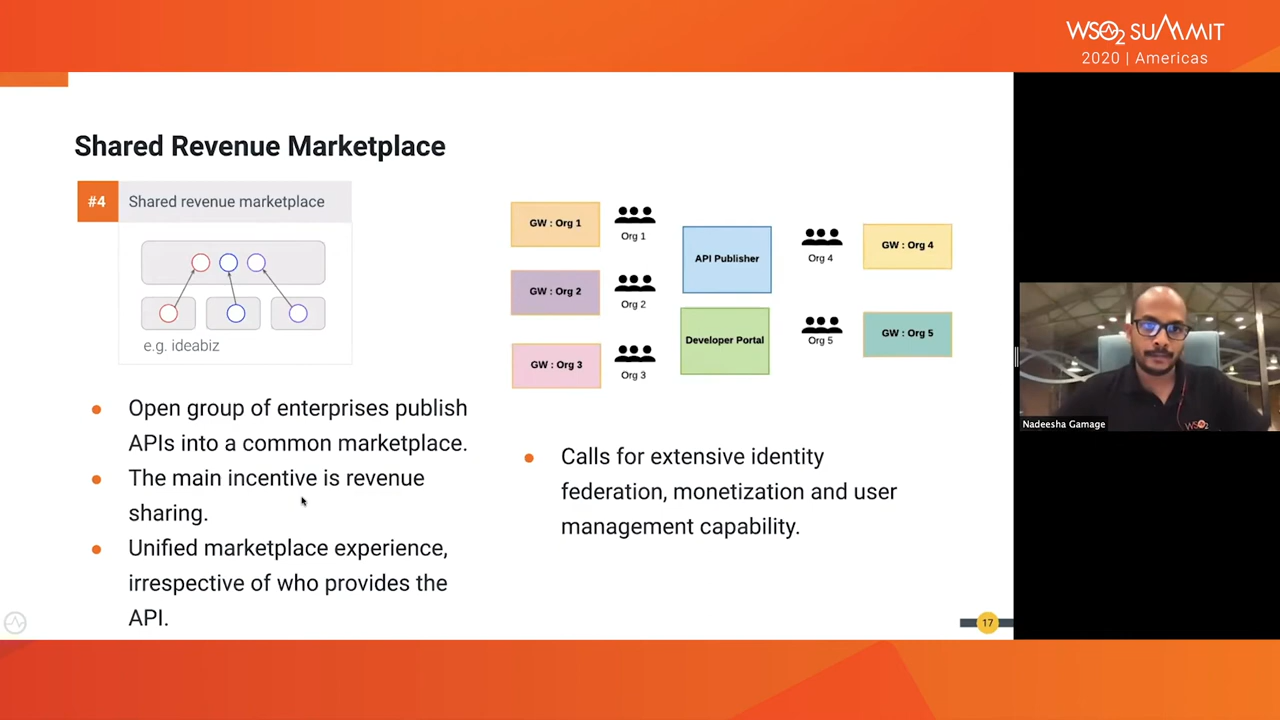 WSO2 SUMMIT
2020 | Americas
Shared Revenue Marketplace
#4
Shared revenue marketplace
e.g. ideabiz
GW : Org 1
Org 1
GW : Org 2
Org 2
GW : Org 3
Org 3
API Publisher
Developer Portal
Org 4
GW : Org 4
Org 5
GW : Org 5
Open group of enterprises publish
APIs into a common marketplace.
The main incentive is revenue
sharing.
Unified marketplace experience,
irrespective of who provides the
API.
Calls for extensive identity
federation, monetization and user
management capability.
17
WSO2
Nadeesha Gamage